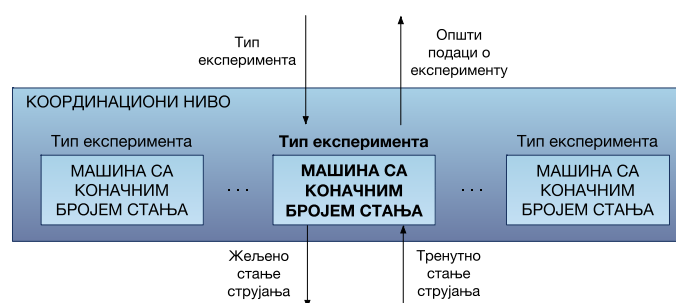 Тип
експеримента
Општи
подаци о
експерименту
КООРДИНАЦИОНИ НИВО
Тип експеримента
МАШИНА СА
КОНАЧНИМ
БРОЈЕМ СТАЊА
...
Тип експеримента
МАШИНА СА
КОНАЧНИМ
БРОЈЕМ СТАЊА
...
Тип експеримента
МАШИНА СА
КОНАЧНИМ
БРОЈЕМ СТАЊА
Жељено
стање
струјања
Тренутно
стање
струјања